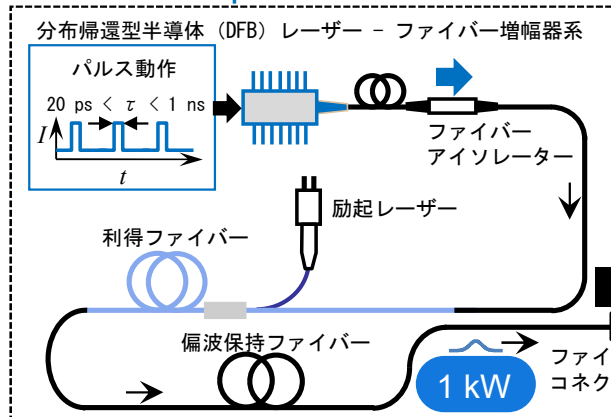 分布帰還型半導体（DFB）レーザー － ファイバー増幅器系
パルス動作
20 ps < τ < 1 ns
I
t
ファイバー
アイソレーター
励起レーザー
利得ファイバー
偏波保持ファイバー
1 kW
ファイ
コネク